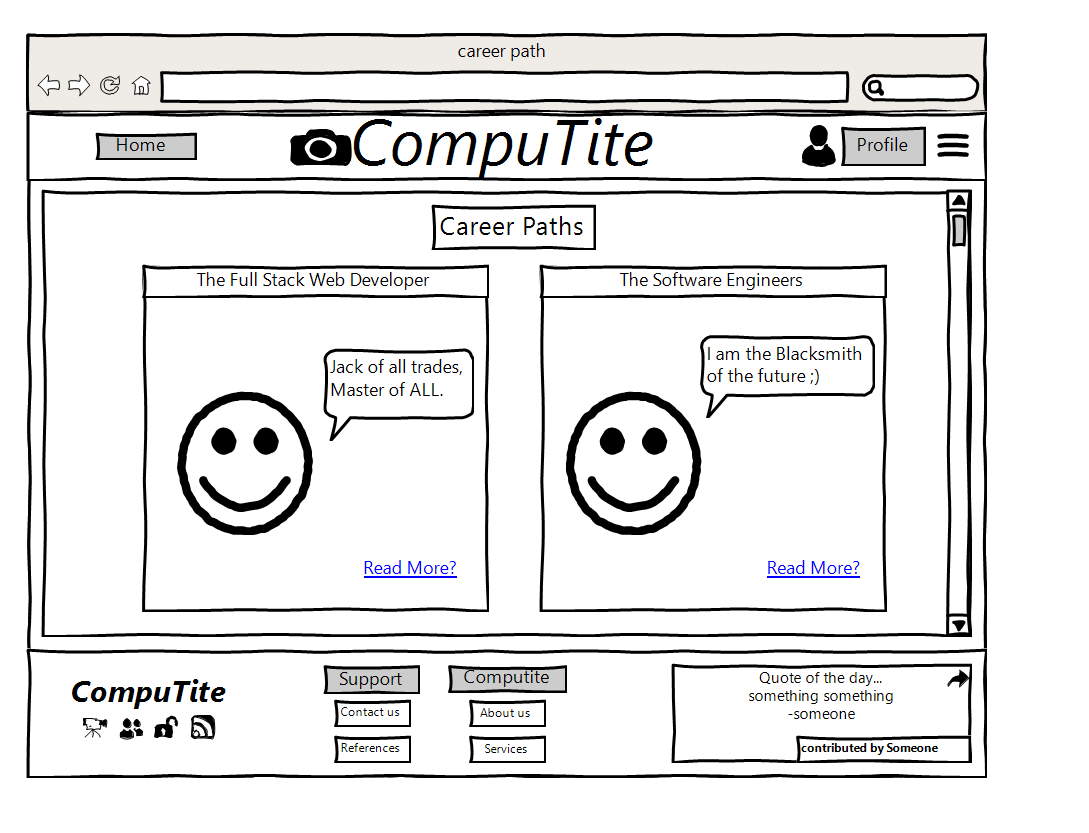 career path
Home
CompuTite
Profile
Career Paths
The Full Stack Web Developer
Jack of all trades,
Master of ALL.
Read More?
The Software Engineers
I am the Blacksmith
of the future ;)
Read More?
CompuTite
Support
Contact us
References
Computite
About us
Services
Quote of the day...
something something
-someone
contributed by Someone